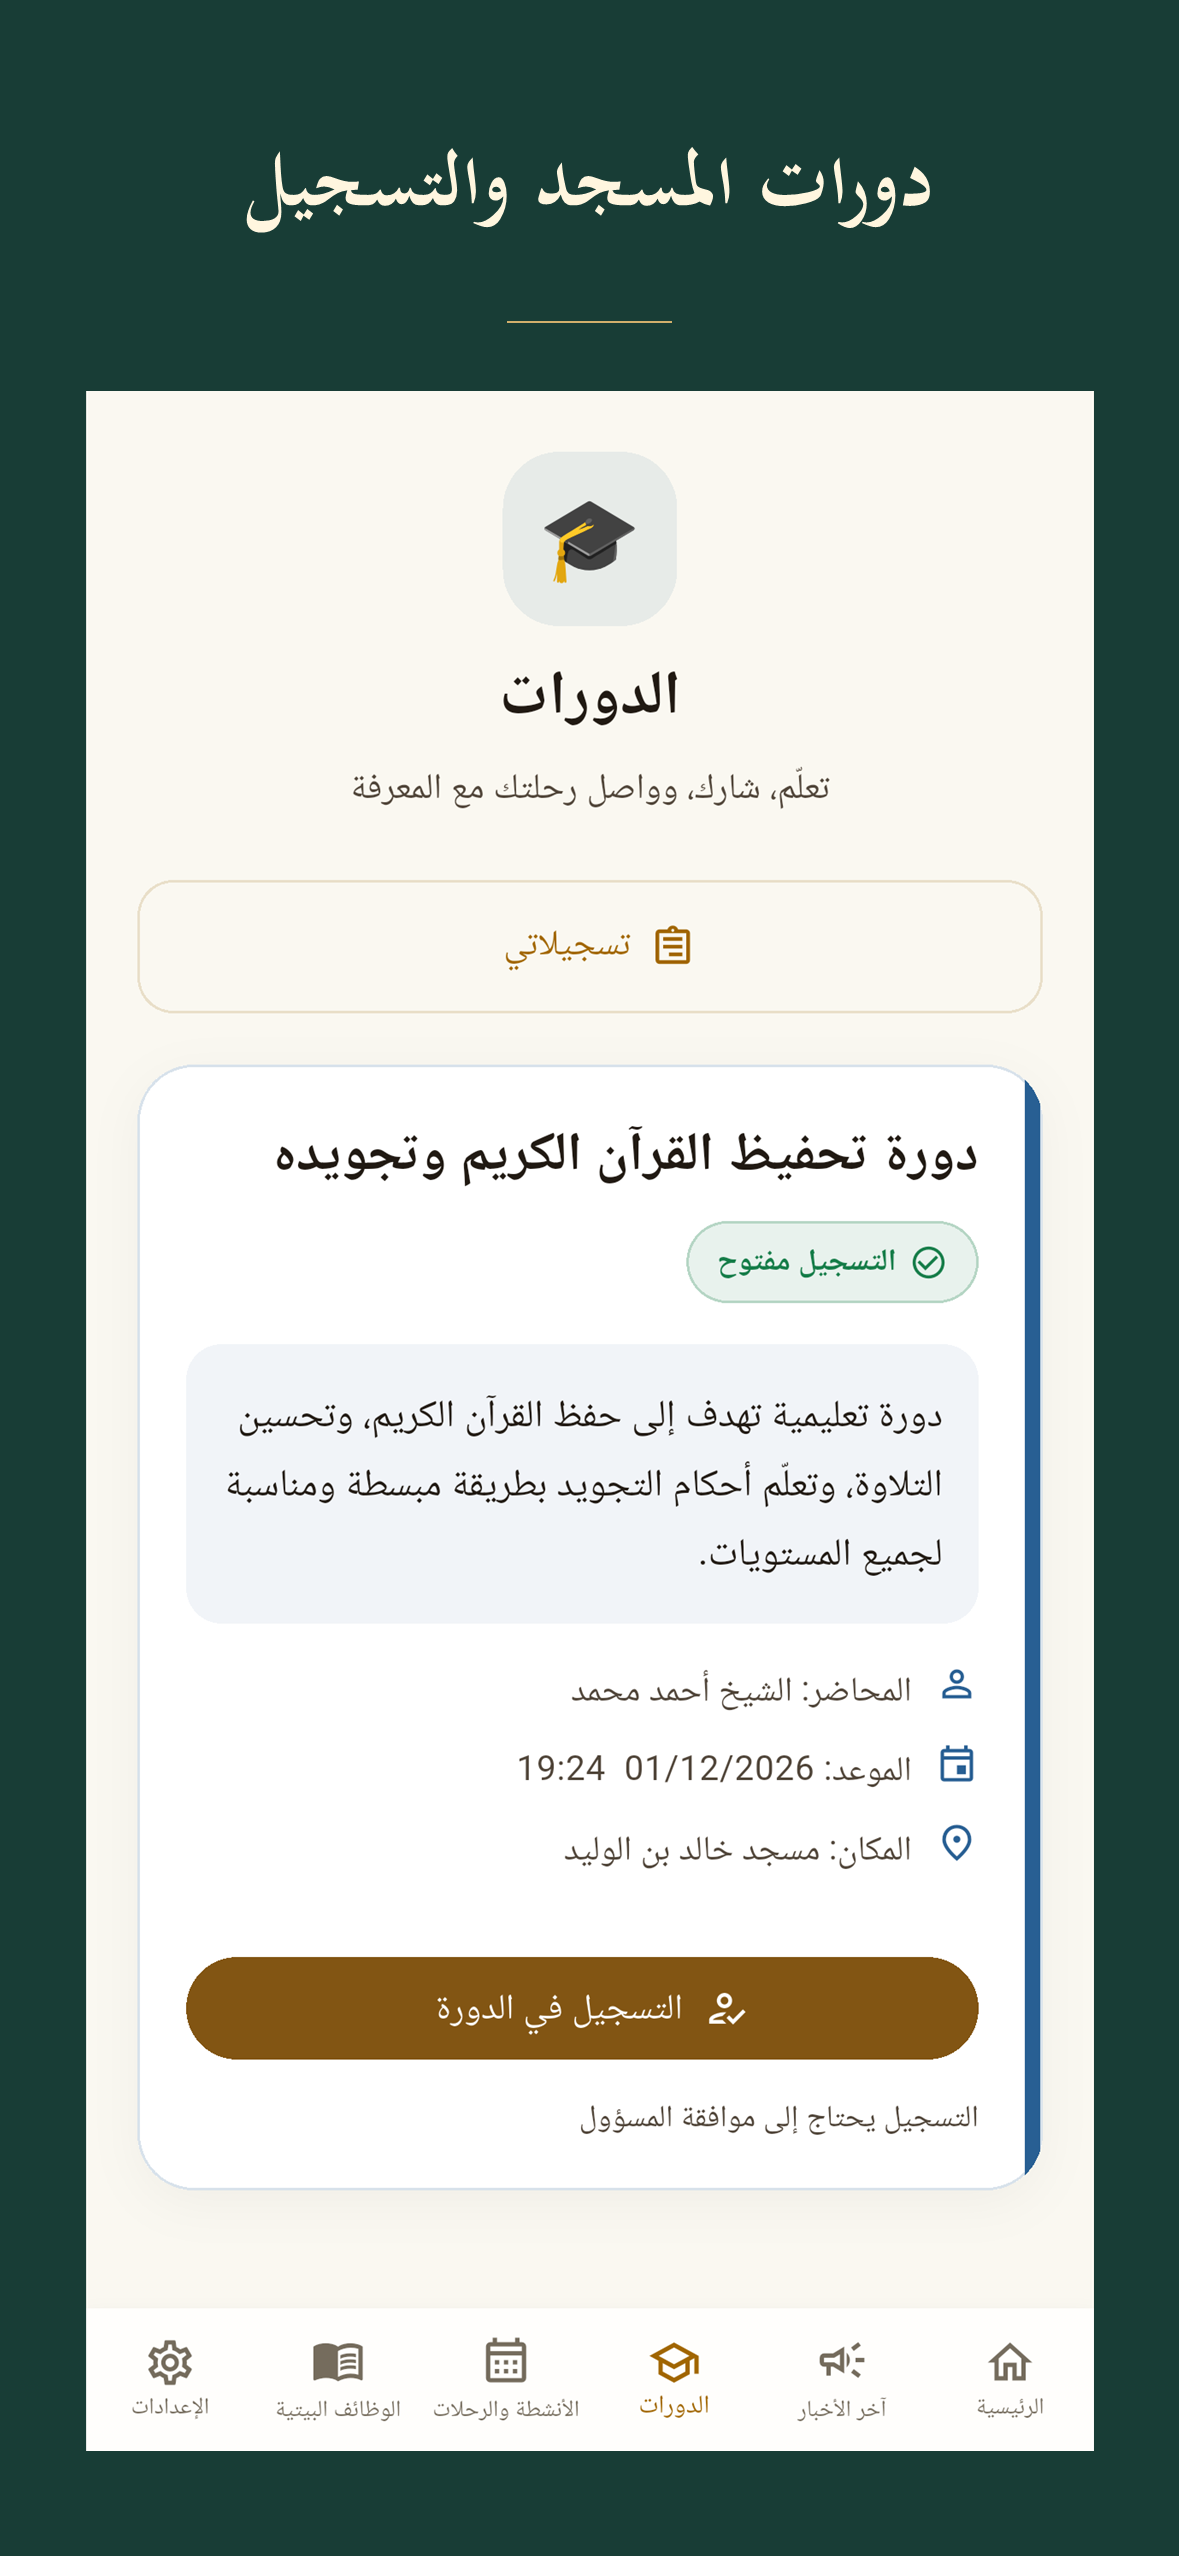 دورات المسجد والتسجيل
الدورات
تعلّم، شارك، وواصل رحلتك مع المعرفة
تسجيلاتي
دورة تحفيظ القرآن الكريم وتجويده
التسجيل مفتوح
دورة تعليمية تهدف إلى حفظ القرآن الكريم، وتحسين
التلاوة، وتعلّم أحكام التجويد بطريقة مبسطة ومناسبة
لجميع المستويات.
المحاضر: الشيخ أحمد محمد
الموعد: 01/12/2026 19:24
المكان: مسجد خالد بن الوليد
التسجيل في الدورة
التسجيل يحتاج إلى موافقة المسؤول
الرئيسية
آخر الأخبار
الدورات
الأنشطة والرحلات
الوظائف البيتية
الإعدادات